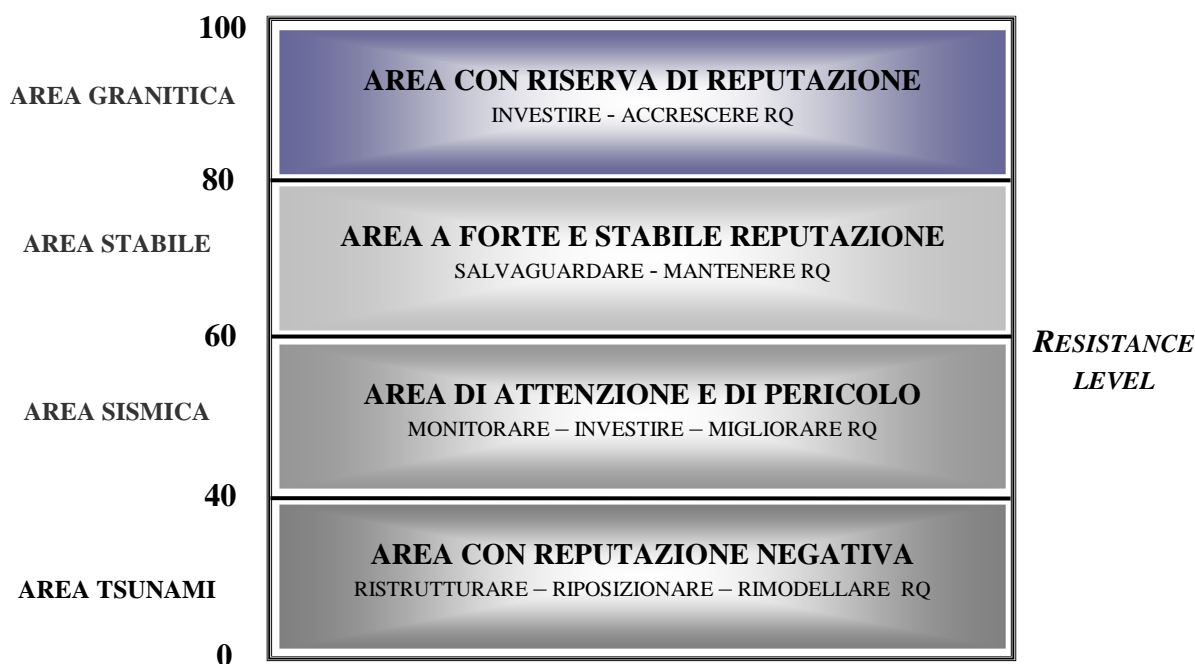 100
AREA GRANITICA
AREA CON RISERVA DI REPUTAZIONE
INVESTIRE - ACCRESCERE RQ
80
AREA STABILE
AREA A FORTE E STABILE REPUTAZIONE
SALVAGUARDARE - MANTENERE RQ
60
RESISTANCE
LEVEL
AREA SISMICA
AREA DI ATTENZIONE E DI PERICOLO
MONITORARE – INVESTIRE – MIGLIORARE RQ
40
AREA TSUNAMI
AREA CON REPUTAZIONE NEGATIVA
RISTRUTTURARE – RIPOSIZIONARE – RIMODELLARE RQ
0